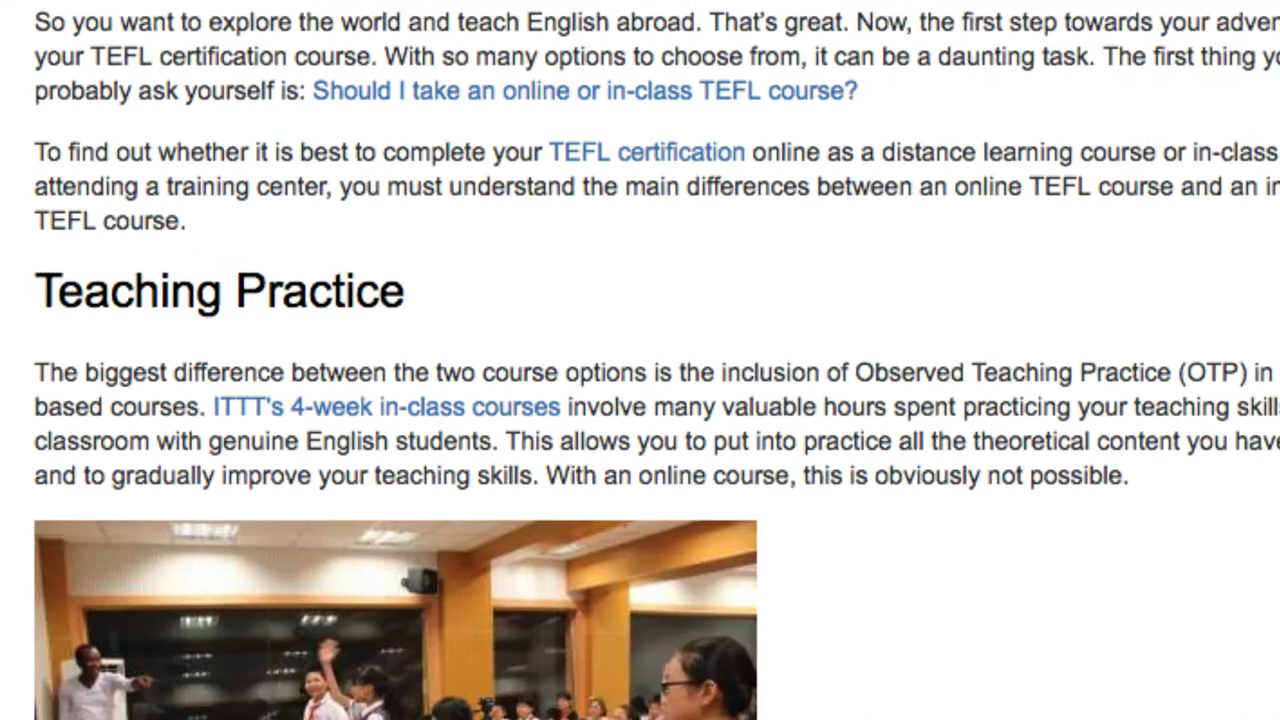 So you want to explore the world and teach English abroad. That's great. Now, the first step towards your
your TEFL certification course. With so many options to choose from, it can be a daunting task. The first thing
probably ask yourself is: Should I take an online or in-class TEFL course?
To find out whether it is best to complete your TEFL certification online as a distance learning course or in-class
attending a training center, you must understand the main differences between an online TEFL course and an
TEFL course.
Teaching Practice
The biggest difference between the two course options is the inclusion of Observed Teaching Practice (OTP) in
based courses. ITTT's 4-week in-class courses involve many valuable hours spent practicing your teaching
classroom with genuine English students. This allows you to put into practice all the theoretical content you have
and to gradually improve your teaching skills. With an online course, this is obviously not possible.